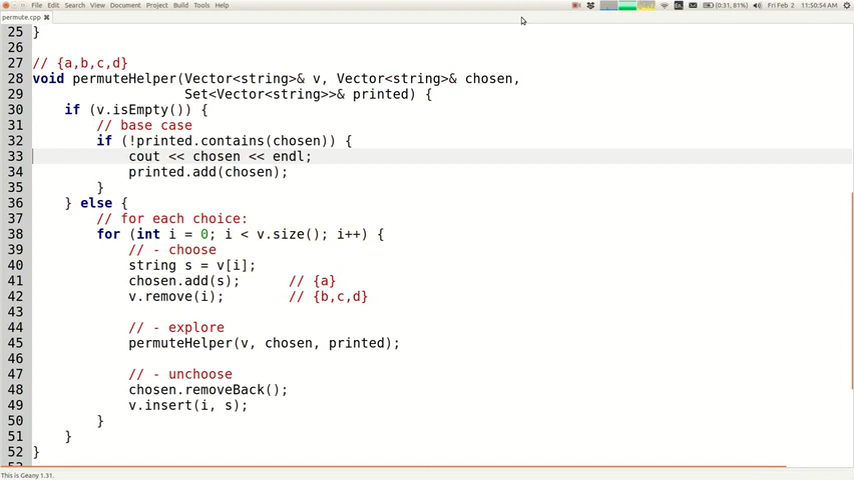 File Edit Search View Document Project Build Tools Help
En
(0:31, 81%)
Fri Feb 2 11:50:54 AM
permute.cpp
25 }
26
27 // {a,b,c,d}
28 void permuteHelper(Vector<string>& v, Vector<string>& chosen,
29 Set<Vector<string>>& printed) {
30 if (v.isEmpty()) {
31 // base case
32 if (!printed.contains(chosen)) {
33 cout << chosen << endl;
34 printed.add(chosen);
35 }
36 } else {
37 // for each choice:
38 for (int i = 0; i < v.size(); i++) {
39 // - choose
40 string s = v[i];
41 chosen.add(s); // {a}
42 v.remove(i); // {b,c,d}
43
44 // - explore
45 permuteHelper(v, chosen, printed);
46
47 // - unchoose
48 chosen.removeBack();
49 v.insert(i, s);
50 }
51 }
52 }
This is Geany 1.31.